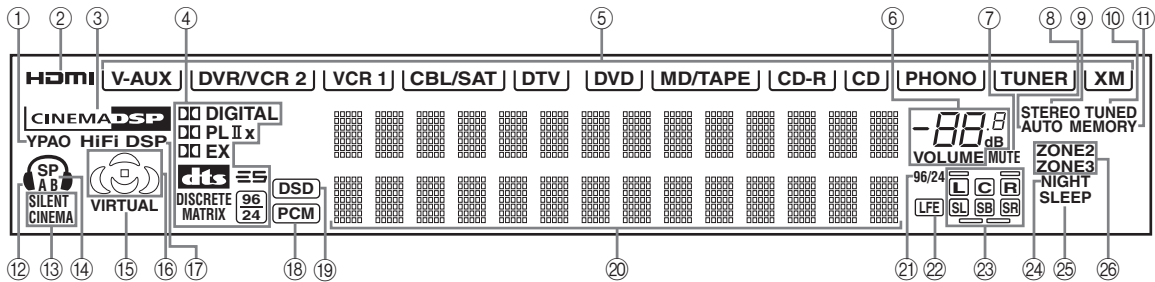 ① ② ③ ④ ⑤ ⑥ ⑦ ⑧ ⑨ ⑩ ⑪
HDMI V-AUX DVR/VCR 2 VCR 1 CBL/SAT DTV DVD MD/TAPE CD-R CD PHONO TUNER XM
CINEMA DSP DIGITAL -88.8 dB STEREO TUNED
YPAO HiFi DSP PL II x VOLUME MUTE AUTO MEMORY
EX
SP A B VIRTUAL dts ES DSD 96/24 L C R ZONE2
SILENT CINEMA DISCRETE MATRIX 96 24 PCM LFE SL SB SR ZONE3
NIGHT
SLEEP
⑫ ⑬ ⑭ ⑮ ⑯ ⑰ ⑱ ⑲ ⑳ ㉑ ㉒ ㉓ ㉔ ㉕ ㉖